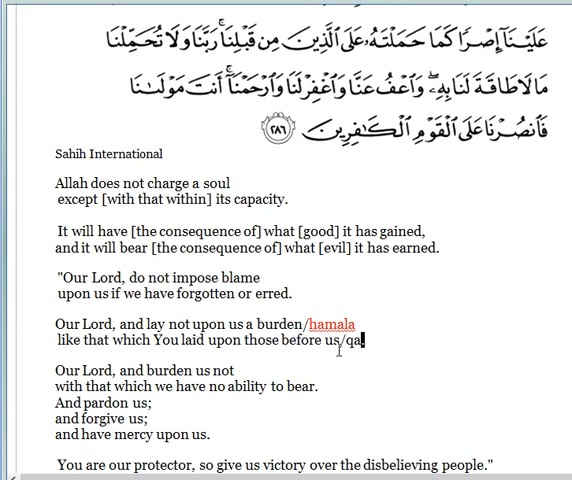 عَلَيْنَآ إِصْرًا كَمَا حَمَلْتَهُۥ عَلَى ٱلَّذِينَ مِن قَبْلِنَا ۚ رَبَّنَا وَلَا تُحَمِّلْنَا
مَا لَا طَاقَةَ لَنَا بِهِۦ ۖ وَٱعْفُ عَنَّا وَٱغْفِرْ لَنَا وَٱرْحَمْنَآ ۚ أَنتَ مَوْلَىٰنَا
فَٱنصُرْنَا عَلَى ٱلْقَوْمِ ٱلْكَٰفِرِينَ ٢٨٦
Sahih International
Allah does not charge a soul
except [with that within] its capacity.
It will have [the consequence of] what [good] it has gained,
and it will bear [the consequence of] what [evil] it has earned.
"Our Lord, do not impose blame
upon us if we have forgotten or erred.
Our Lord, and lay not upon us a burden/hamala
like that which You laid upon those before us/qa.
Our Lord, and burden us not
with that which we have no ability to bear.
And pardon us;
and forgive us;
and have mercy upon us.
You are our protector, so give us victory over the disbelieving people."